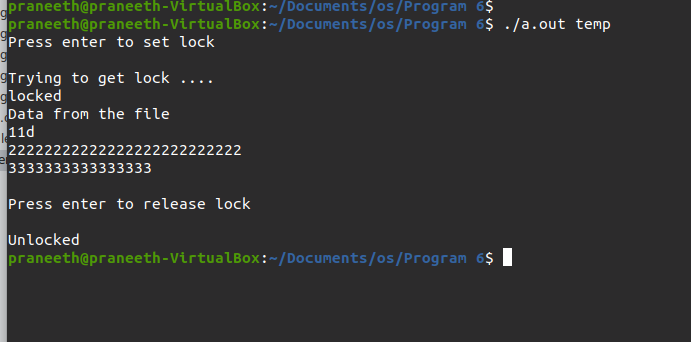 praneeth@praneeth-VirtualBox:~/Documents/os/Program 6$
praneeth@praneeth-VirtualBox:~/Documents/os/Program 6$ ./a.out temp
Press enter to set lock
Trying to get lock ....
locked
Data from the file
11d
22222222222222222222222222
3333333333333333
Press enter to release lock
Unlocked
praneeth@praneeth-VirtualBox:~/Documents/os/Program 6$